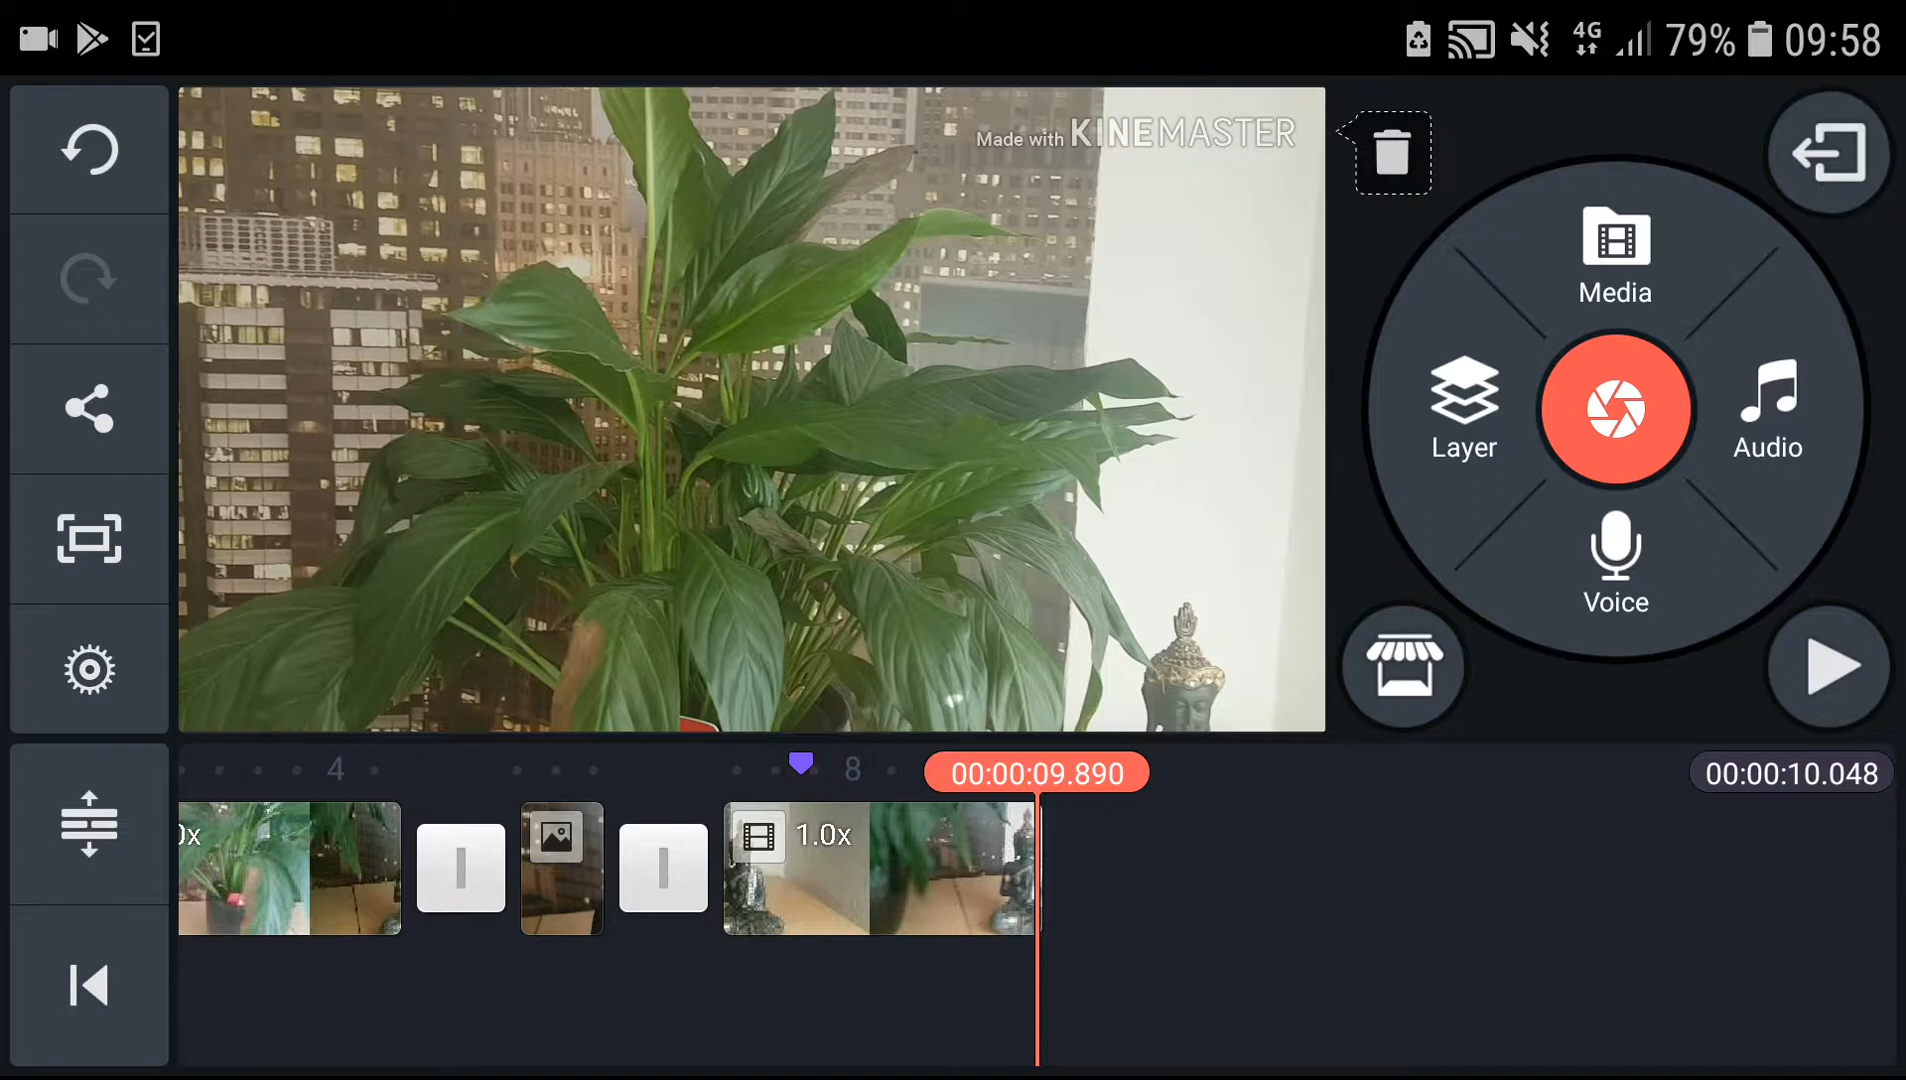 4G 79% 09:58
Made with KINEMASTER
Media
Layer
Audio
Voice
4
8
00:00:09.890
00:00:10.048
0x
1.0x